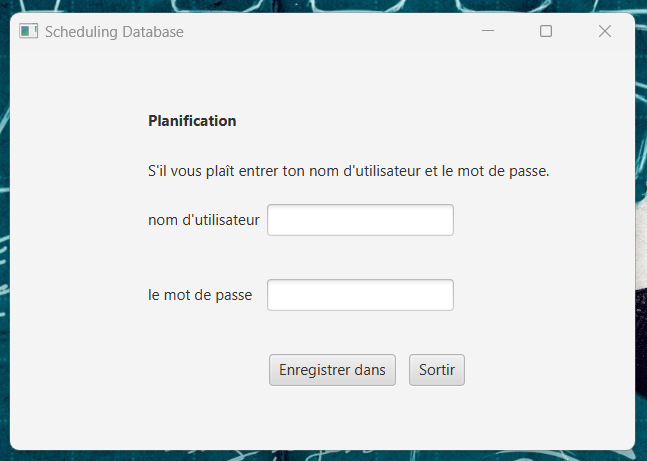 Scheduling Database
Planification
S'il vous plaît entrer ton nom d'utilisateur et le mot de passe.
nom d'utilisateur
le mot de passe
Enregistrer dans Sortir